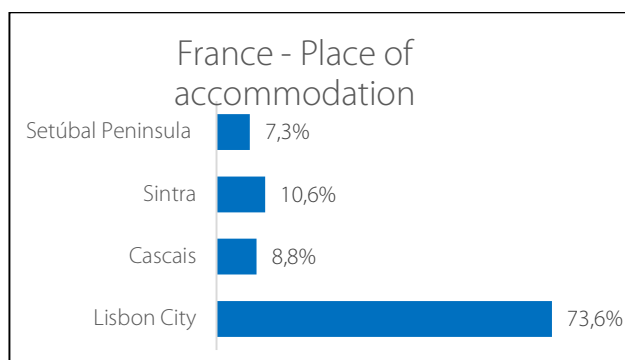 France - Place of
accommodation
Setúbal Peninsula 7,3%
Sintra 10,6%
Cascais 8,8%
Lisbon City 73,6%